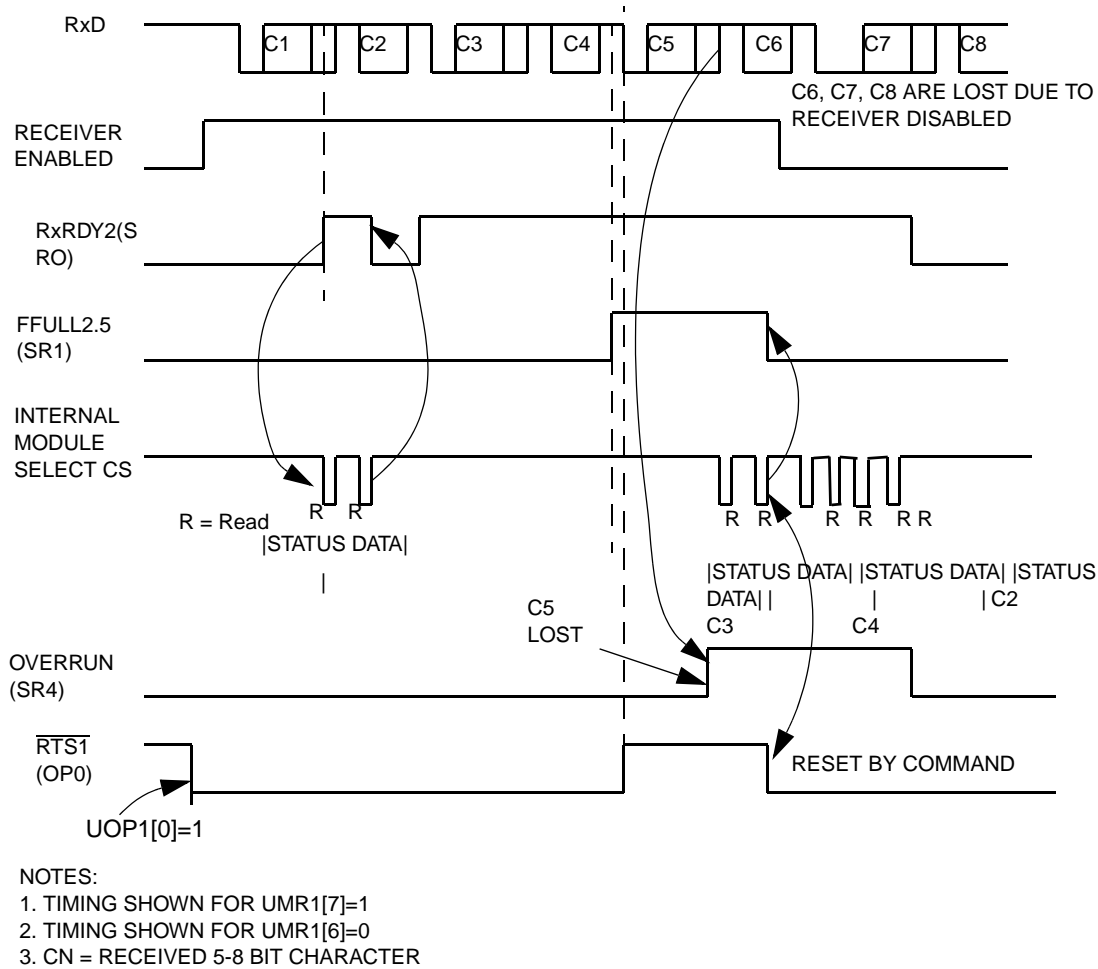 RxD
C1 C2 C3 C4 C5 C6 C7 C8
C6, C7, C8 ARE LOST DUE TO
RECEIVER DISABLED
RECEIVER
ENABLED
RxRDY2(S
RO)
FFULL2.5
(SR1)
INTERNAL
MODULE
SELECT CS
R = Read
R R
R R R R R R
|STATUS DATA|
|
|STATUS DATA| |STATUS DATA| |STATUS
DATA| | | | C2
C3 C4
C5
LOST
OVERRUN
(SR4)
RTS1
(OP0)
RESET BY COMMAND
UOP1[0]=1
NOTES:
1. TIMING SHOWN FOR UMR1[7]=1
2. TIMING SHOWN FOR UMR1[6]=0
3. CN = RECEIVED 5-8 BIT CHARACTER